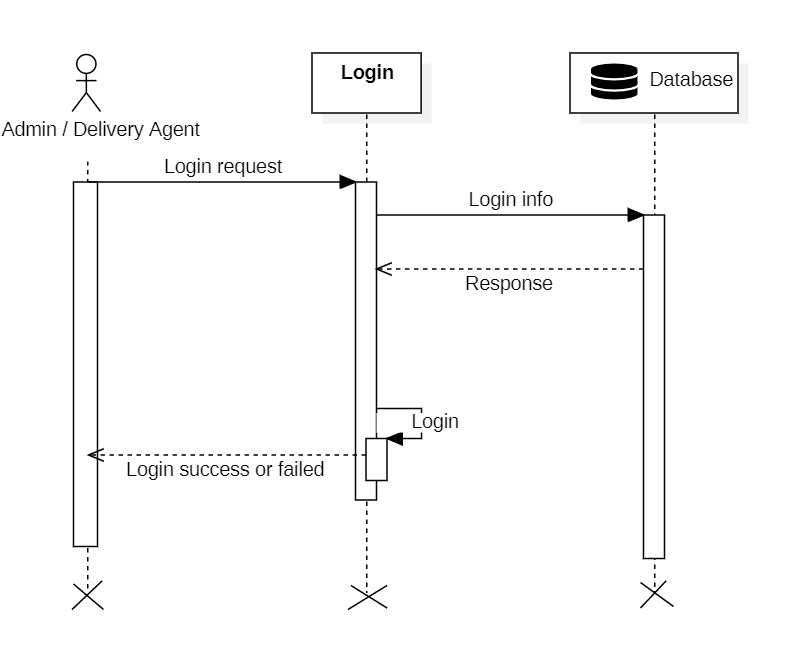 Login
Database
Admin / Delivery Agent
Login request
Login info
Response
Login
Login success or failed